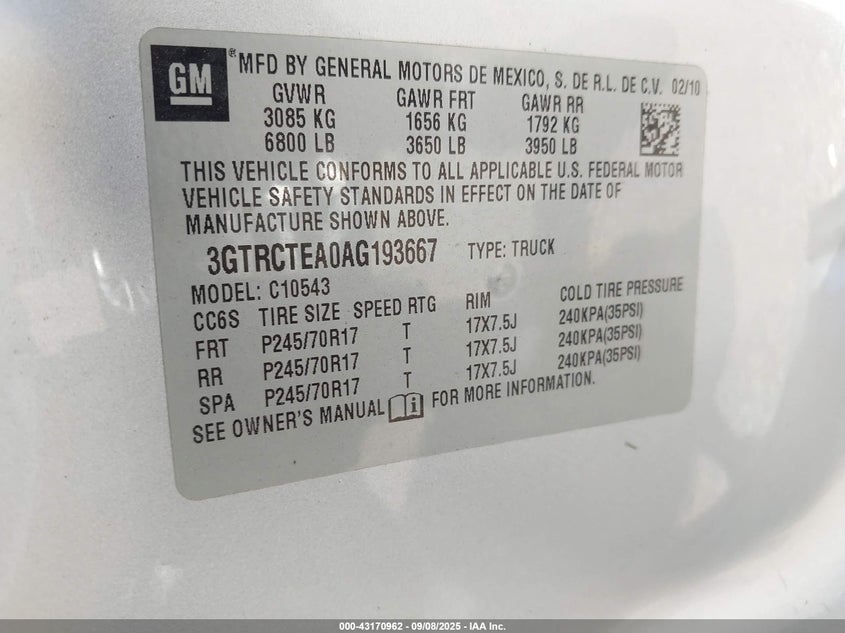 GM
® MFD BY GENERAL MOTORS DE MEXICO, S. DE R.L. DE C.V. 02/10
GVWR GAWR FRT GAWR RR
3085 KG 1656 KG 1792 KG
6800 LB 3650 LB 3950 LB
THIS VEHICLE CONFORMS TO ALL APPLICABLE U.S. FEDERAL MOTOR
VEHICLE SAFETY STANDARDS IN EFFECT ON THE DATE OF
MANUFACTURE SHOWN ABOVE.
3GTRCTEA0AG193667 TYPE: TRUCK
MODEL: C10543
CC6S TIRE SIZE SPEED RTG RIM COLD TIRE PRESSURE
FRT P245/70R17 T 17X7.5J 240KPA(35PSI)
RR P245/70R17 T 17X7.5J 240KPA(35PSI)
SPA P245/70R17 T 17X7.5J 240KPA(35PSI)
SEE OWNER'S MANUAL i FOR MORE INFORMATION.
000-43170962 - 09/08/2025 - IAA Inc.